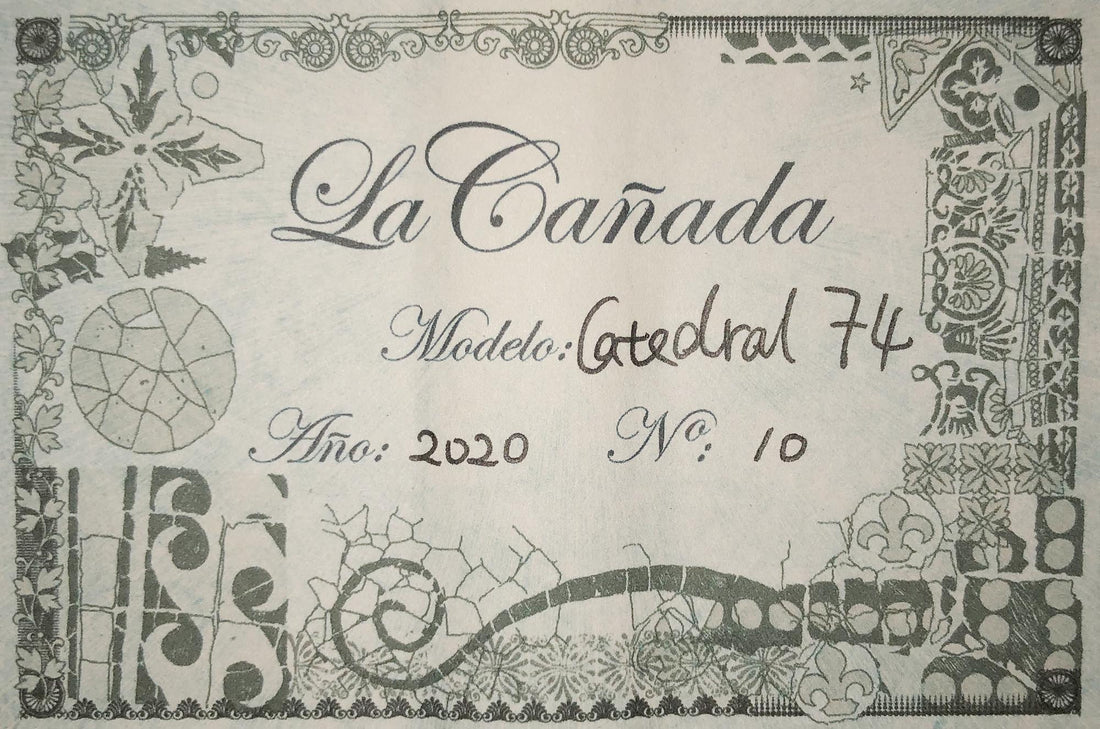 La Cañada
Modelo: Catedral 74
Año: 2020 Nº: 10